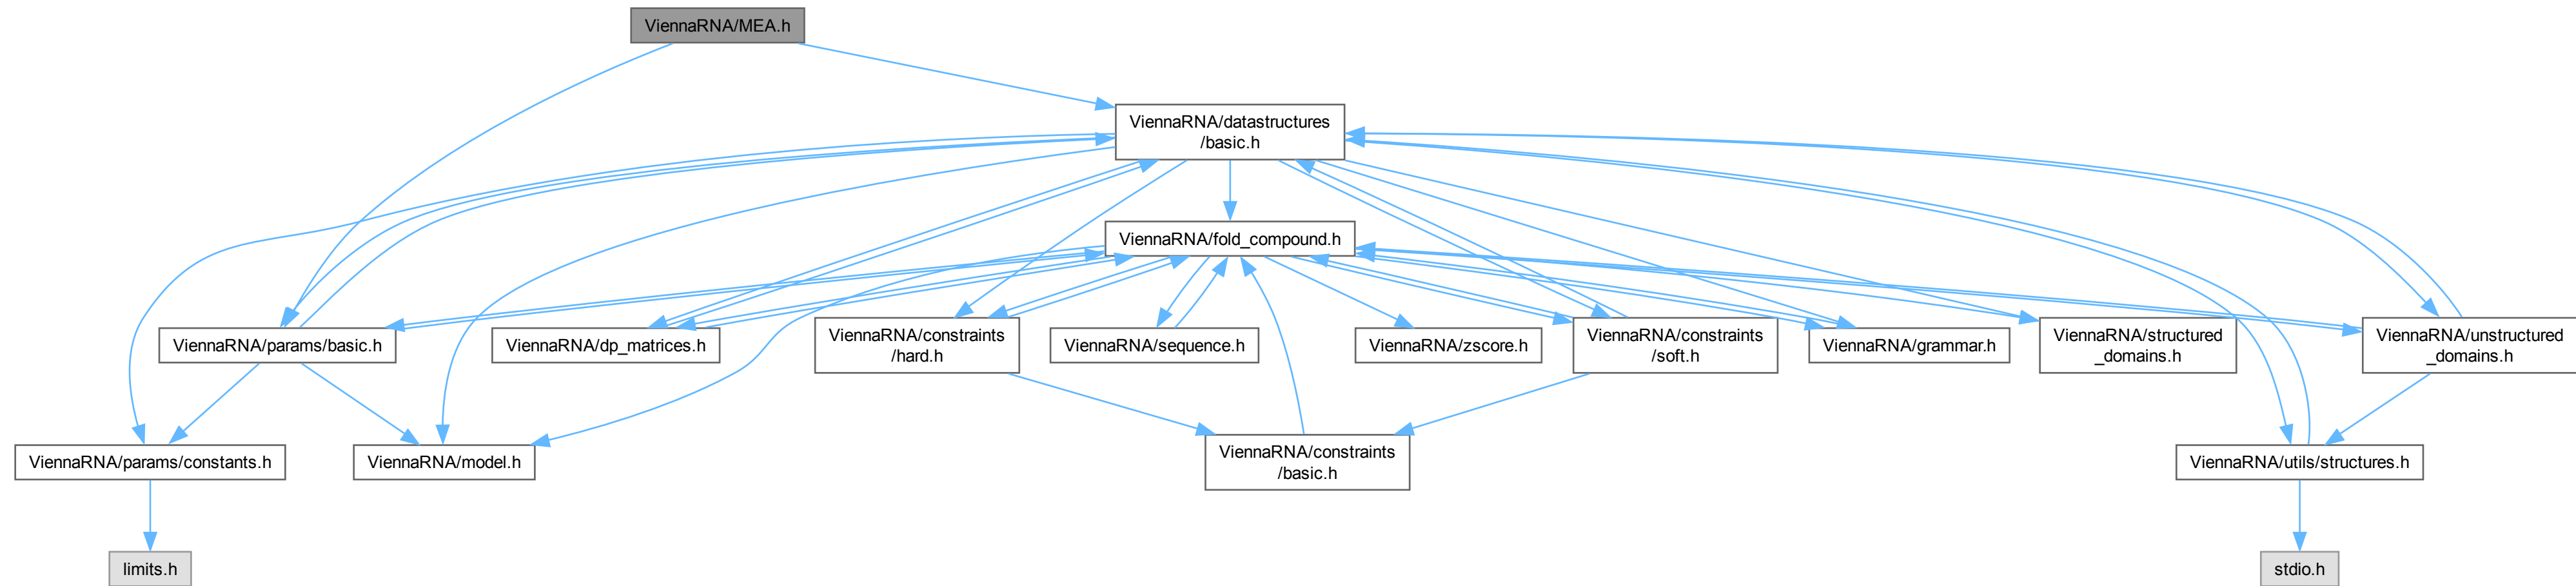 ViennaRNA/MEA.h
ViennaRNA/datastructures
/basic.h
ViennaRNA/fold_compound.h
ViennaRNA/params/basic.h
ViennaRNA/dp_matrices.h
ViennaRNA/constraints
/hard.h
ViennaRNA/sequence.h
ViennaRNA/zscore.h
ViennaRNA/constraints
/soft.h
ViennaRNA/grammar.h
ViennaRNA/structured
_domains.h
ViennaRNA/unstructured
_domains.h
ViennaRNA/params/constants.h
ViennaRNA/model.h
ViennaRNA/constraints
/basic.h
ViennaRNA/utils/structures.h
limits.h
stdio.h